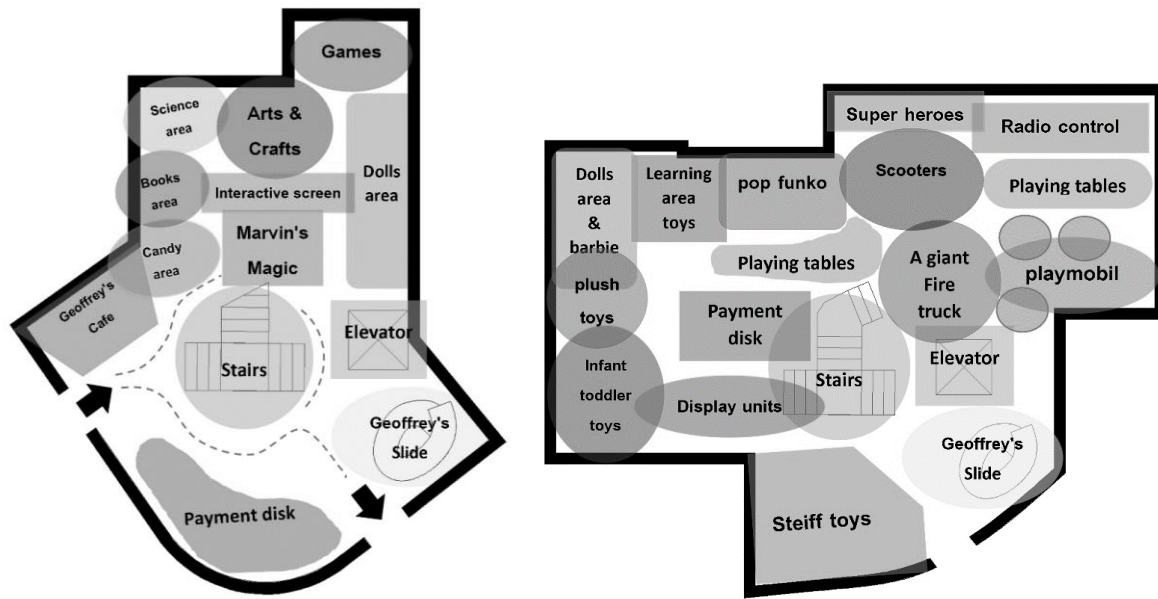 Games
Science
area
Arts &
Crafts
Books
area
Interactive screen
Dolls
area
Candy
area
Marvin's
Magic
Geoffrey's
Cafe
Elevator
Stairs
Geoffrey's
Slide
Payment disk
Super heroes
Radio control
Dolls
area
&
barbie
Learning
area
toys
pop funko
Scooters
Playing tables
Playing tables
A giant
Fire
truck
playmobil
plush
toys
Payment
disk
Elevator
Infant
toddler
toys
Stairs
Display units
Geoffrey's
Slide
Steiff toys